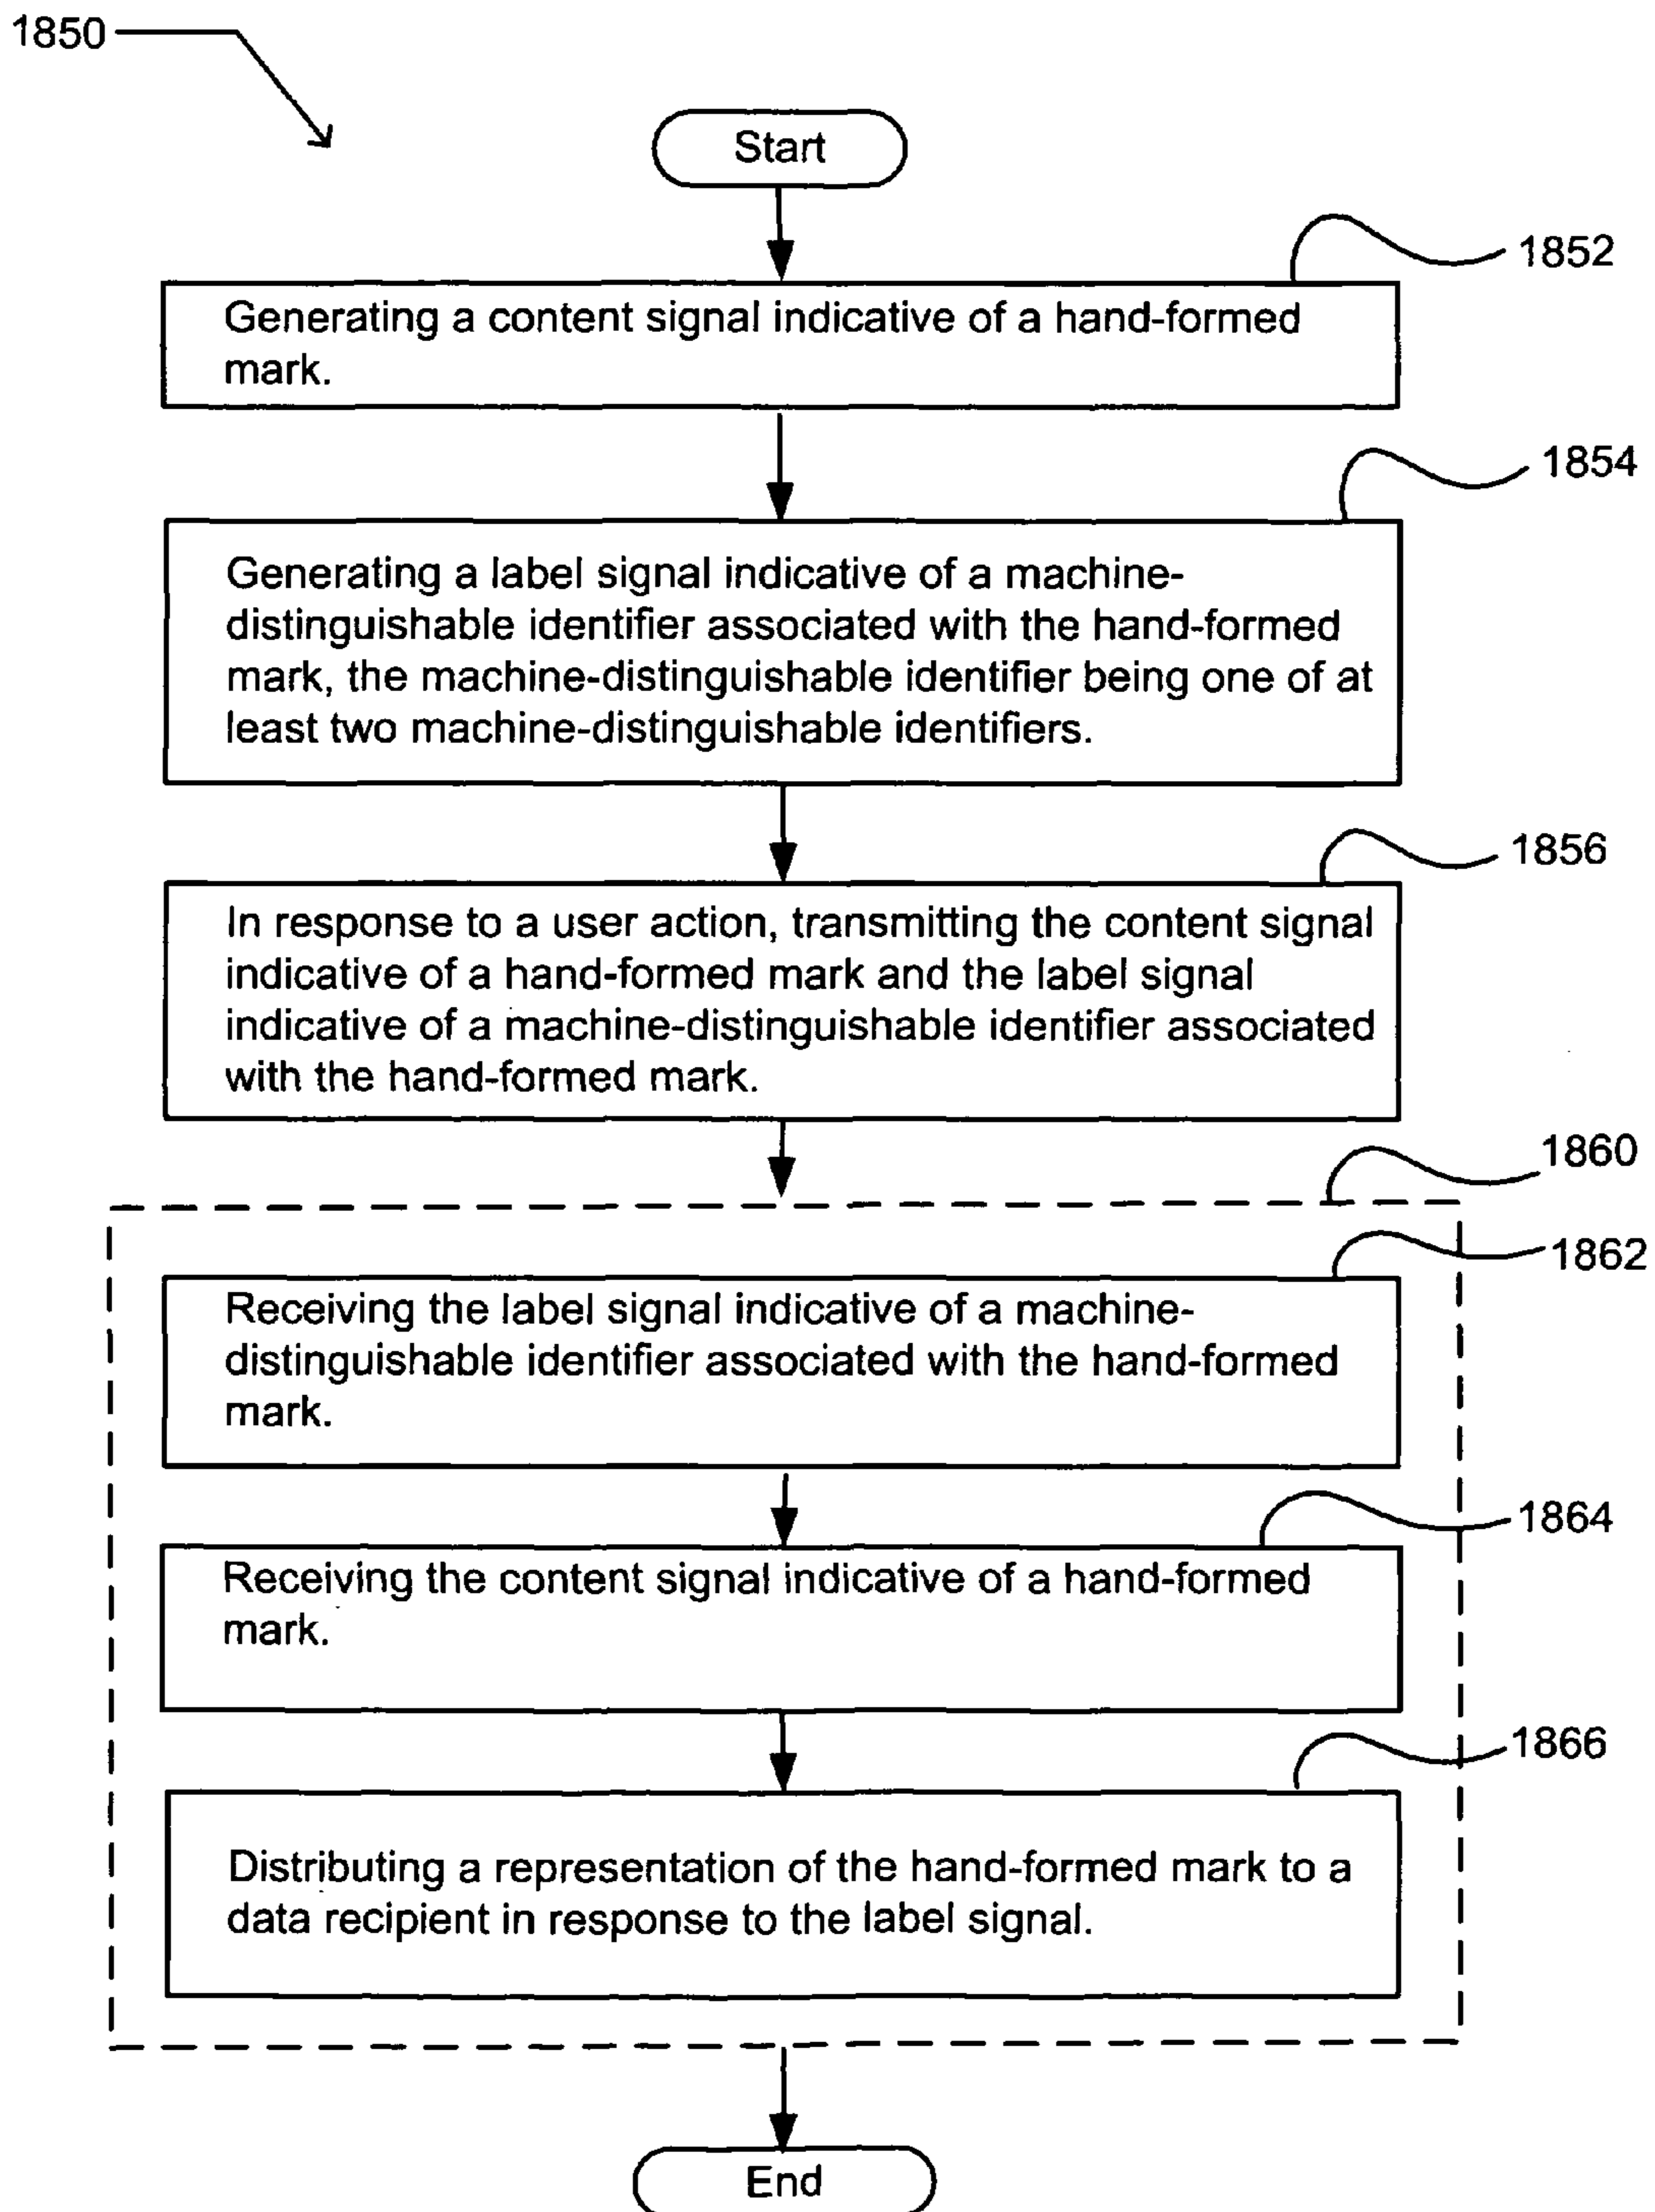 1850
Start
1852
Generating a content signal indicative of a hand-formed
mark.
1854
Generating a label signal indicative of a machine-
distinguishable identifier associated with the hand-formed
mark, the machine-distinguishable identifier being one of at
least two machine-distinguishable identifiers.
1856
In response to a user action, transmitting the content signal
indicative of a hand-formed mark and the label signal
indicative of a machine-distinguishable identifier associated
with the hand-formed mark.
1860
1862
Receiving the label signal indicative of a machine-
distinguishable identifier associated with the hand-formed
mark.
1864
Receiving the content signal indicative of a hand-formed
mark.
1866
Distributing a representation of the hand-formed mark to a
data recipient in response to the label signal.
End